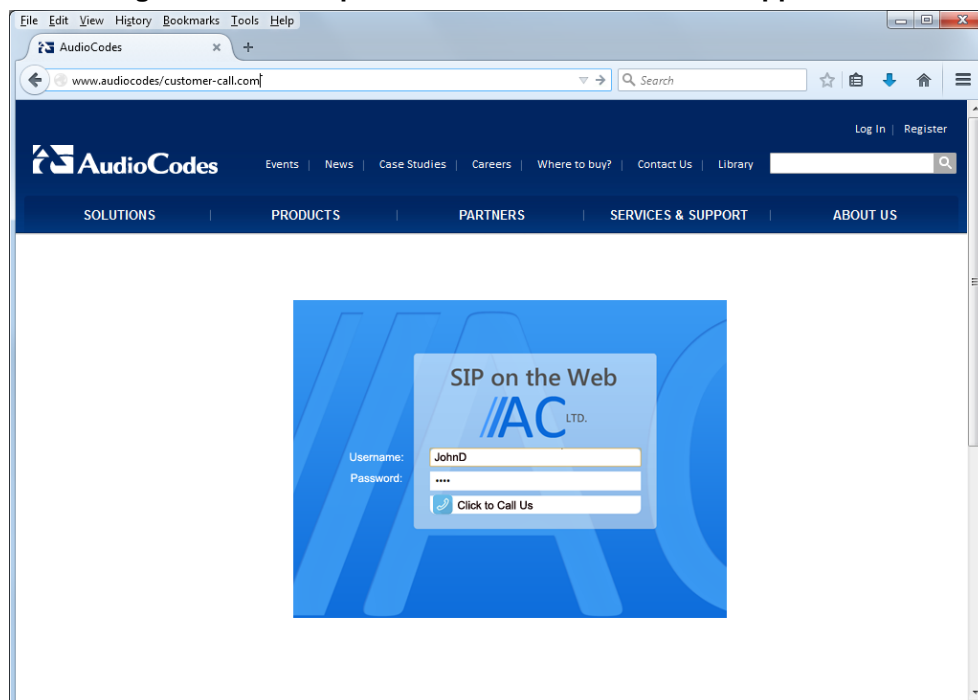 File Edit View History Bookmarks Tools Help
AudioCodes
www.audiocodes/customer-call.com
Search
Log In | Register
AudioCodes
Events | News | Case Studies | Careers | Where to buy? | Contact Us | Library
SOLUTIONS | PRODUCTS | PARTNERS | SERVICES & SUPPORT | ABOUT US
SIP on the Web
AC LTD.
Username: JohnD
Password: ••••
Click to Call Us